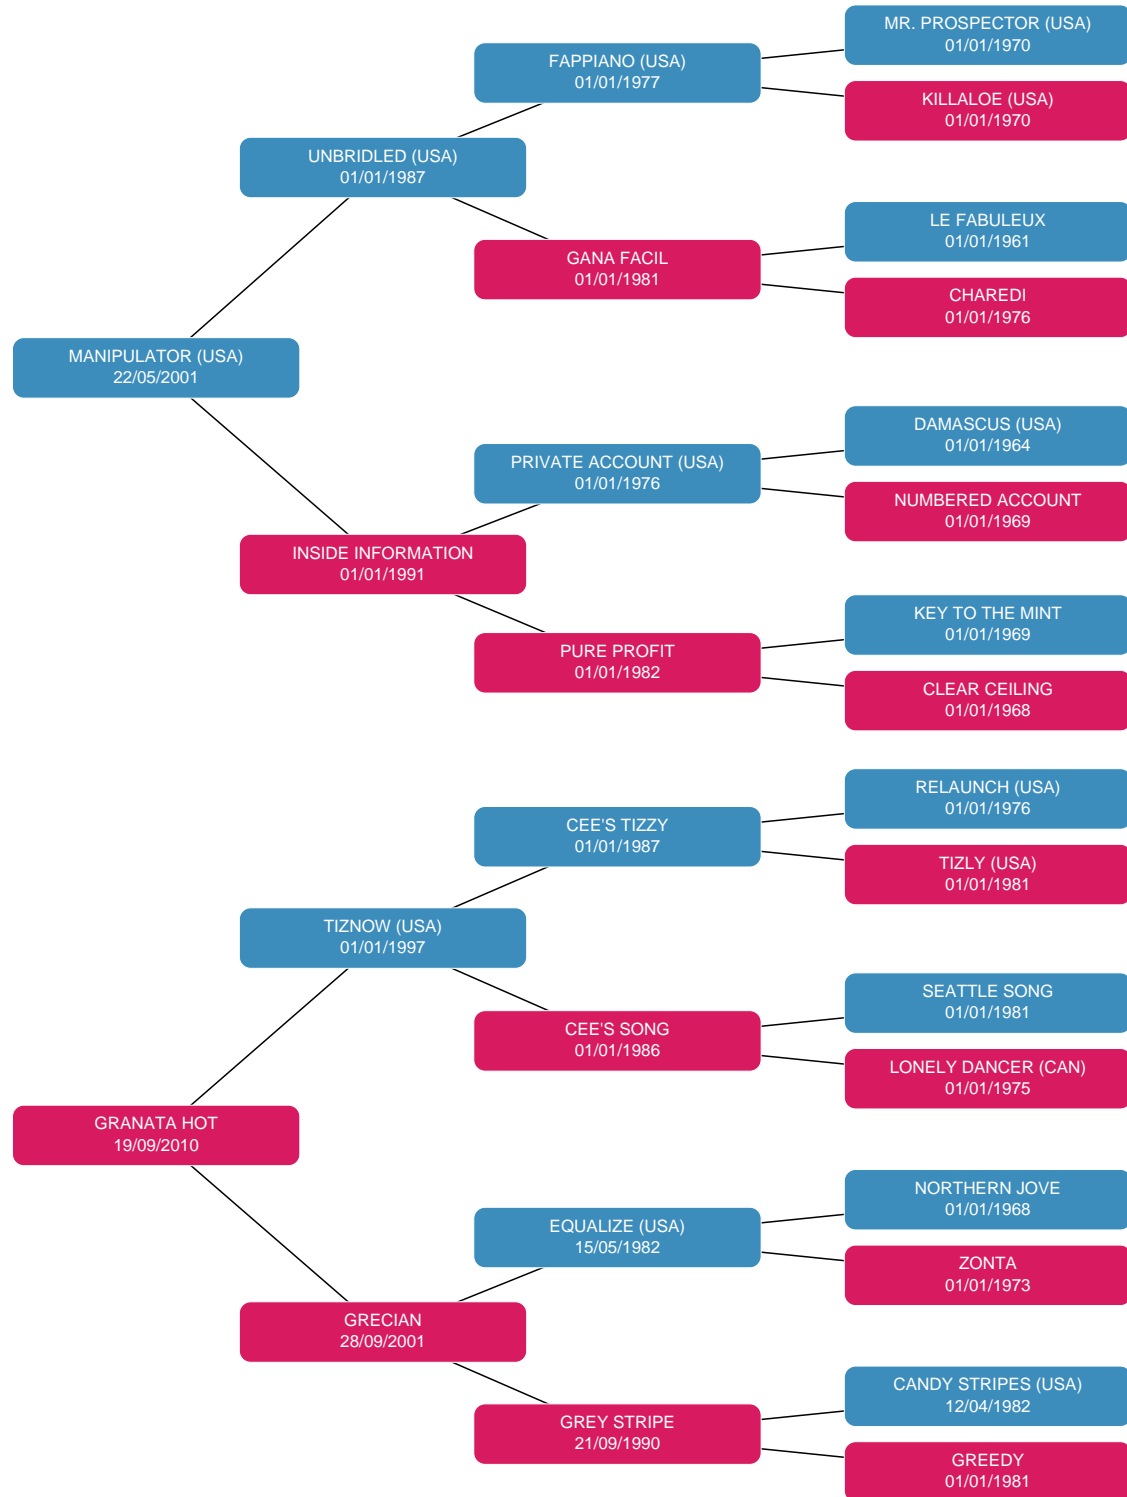 MR. PROSPECTOR (USA)
01/01/1970
FAPPIANO (USA)
01/01/1977
KILLALOE (USA)
01/01/1970
UNBRIDLED (USA)
01/01/1987
LE FABULEUX
01/01/1961
GANA FACIL
01/01/1981
CHAREDI
01/01/1976
MANIPULATOR (USA)
22/05/2001
DAMASCUS (USA)
01/01/1964
PRIVATE ACCOUNT (USA)
01/01/1976
NUMBERED ACCOUNT
01/01/1969
INSIDE INFORMATION
01/01/1991
KEY TO THE MINT
01/01/1969
PURE PROFIT
01/01/1982
CLEAR CEILING
01/01/1968
RELAUNCH (USA)
01/01/1976
CEE'S TIZZY
01/01/1987
TIZLY (USA)
01/01/1981
TIZNOW (USA)
01/01/1997
SEATTLE SONG
01/01/1981
CEE'S SONG
01/01/1986
LONELY DANCER (CAN)
01/01/1975
GRANATA HOT
19/09/2010
NORTHERN JOVE
01/01/1968
EQUALIZE (USA)
15/05/1982
ZONTA
01/01/1973
GRECIAN
28/09/2001
CANDY STRIPES (USA)
12/04/1982
GREY STRIPE
21/09/1990
GREEDY
01/01/1981